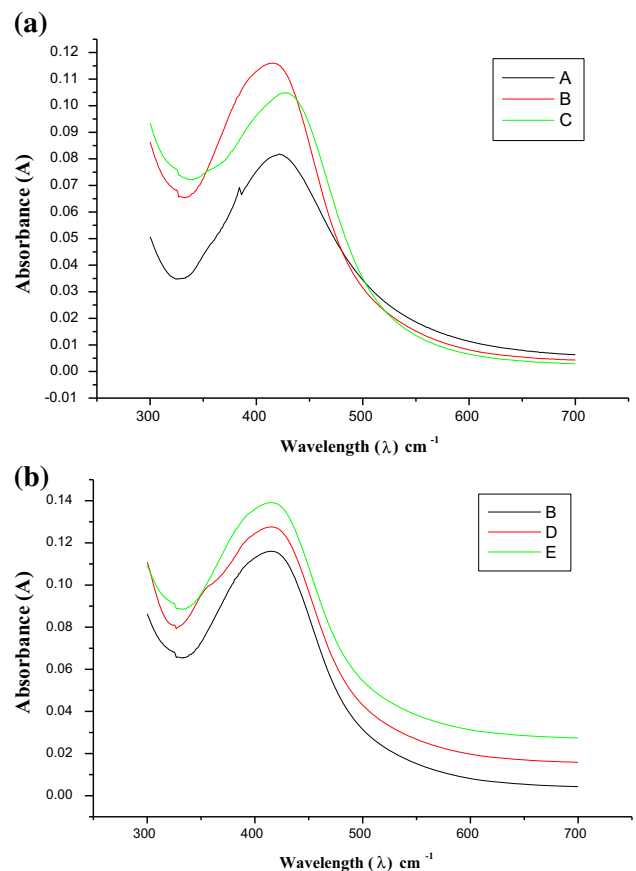 (a)
0.12
0.11
0.10
0.09
0.08
0.07
0.06
0.05
0.04
0.03
0.02
0.01
0.00
-0.01
Absorbance (A)
A
B
C
300 400 500 600 700
Wavelength (λ) cm⁻¹
(b)
0.14
0.12
0.10
0.08
0.06
0.04
0.02
0.00
Absorbance (A)
B
D
E
300 400 500 600 700
Wavelength (λ) cm⁻¹